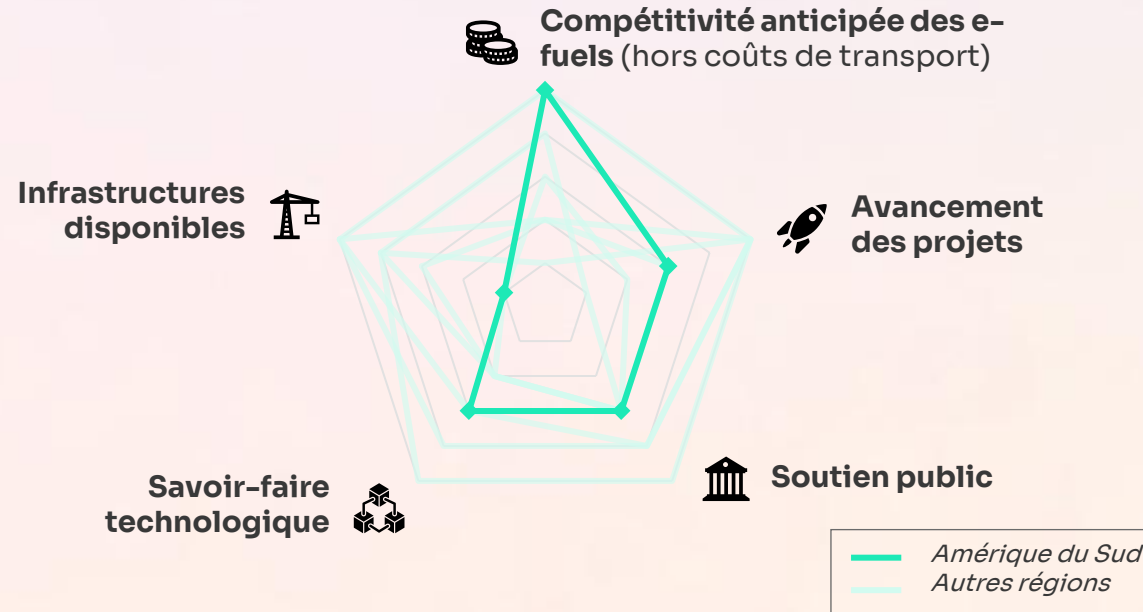 Compétitivité anticipée des e-
fuels (hors coûts de transport)
Infrastructures
disponibles
Avancement
des projets
Savoir-faire
technologique
Soutien public
Amérique du Sud
Autres régions